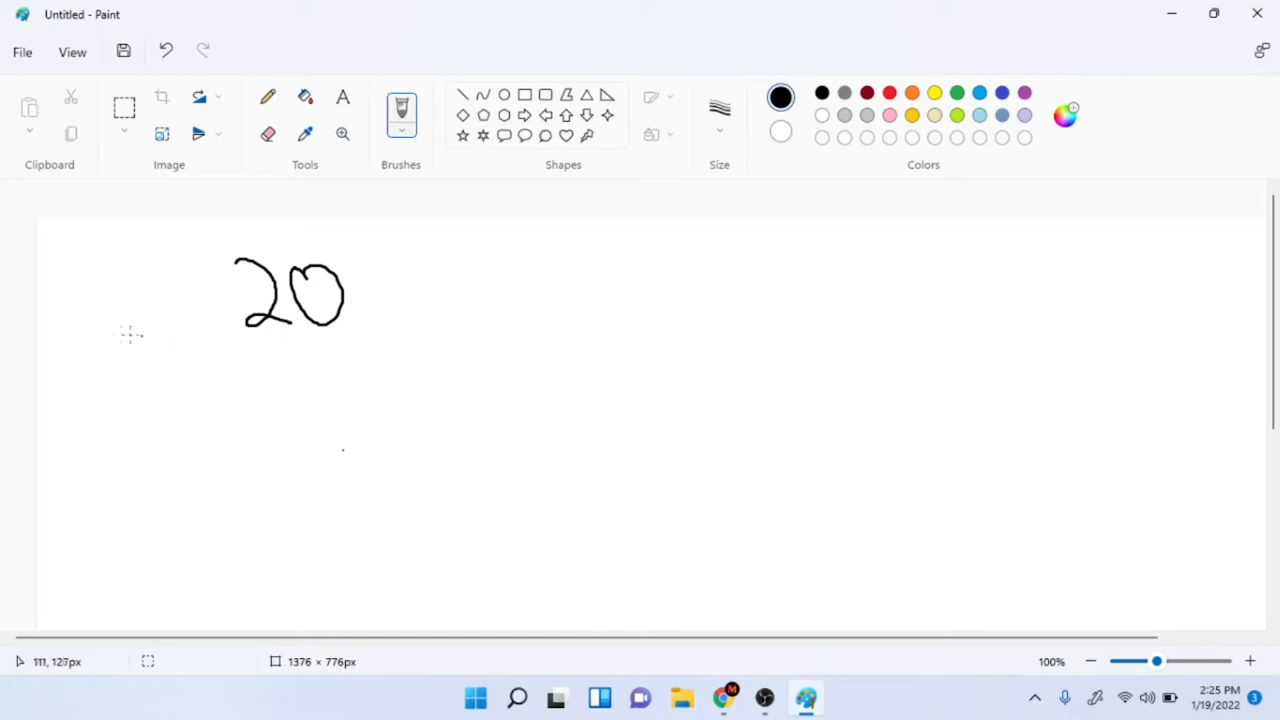 Untitled - Paint
File View
Clipboard Image Tools Brushes Shapes Size Colors
20
111, 127px 1376 × 776px 100%
2:25 PM
1/19/2022
M
3